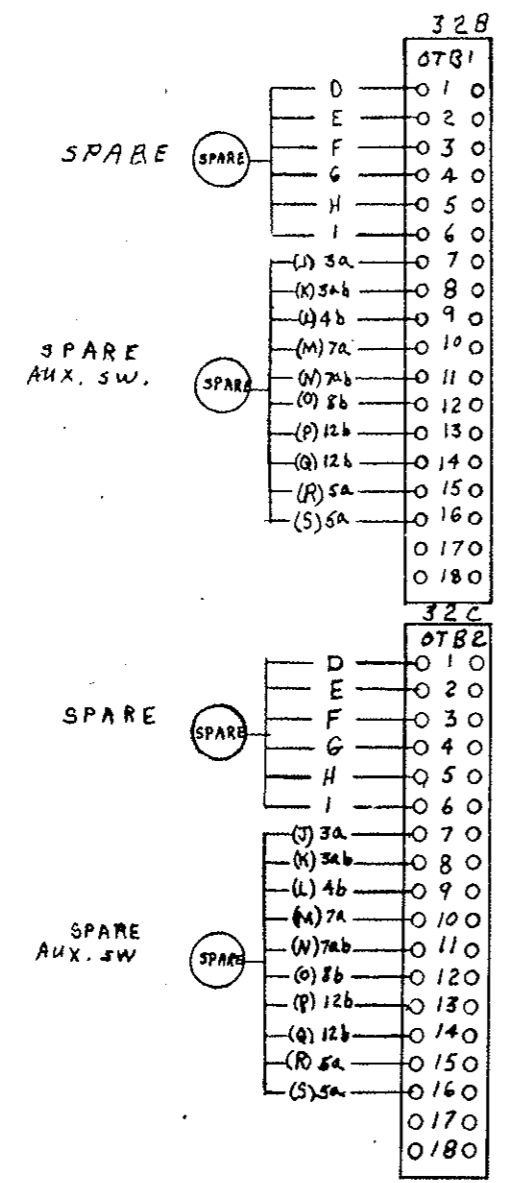 32B
OTB1
D 1
E 2
SPARE SPARE F 3
G 4
H 5
I 6
(J) 3a 7
(K) 3ab 8
(L) 4b 9
SPARE (M) 7a 10
AUX. SW. SPARE (N) 7ab 11
(O) 8b 12
(P) 12b 13
(Q) 12b 14
(R) 5a 15
(S) 5a 16
17
18
32C
OTB2
D 1
E 2
SPARE SPARE F 3
G 4
H 5
I 6
(J) 3a 7
(K) 3ab 8
(L) 4b 9
SPARE (M) 7a 10
AUX. SW SPARE (N) 7ab 11
(O) 8b 12
(P) 12b 13
(Q) 12b 14
(R) 5a 15
(S) 5a 16
17
18